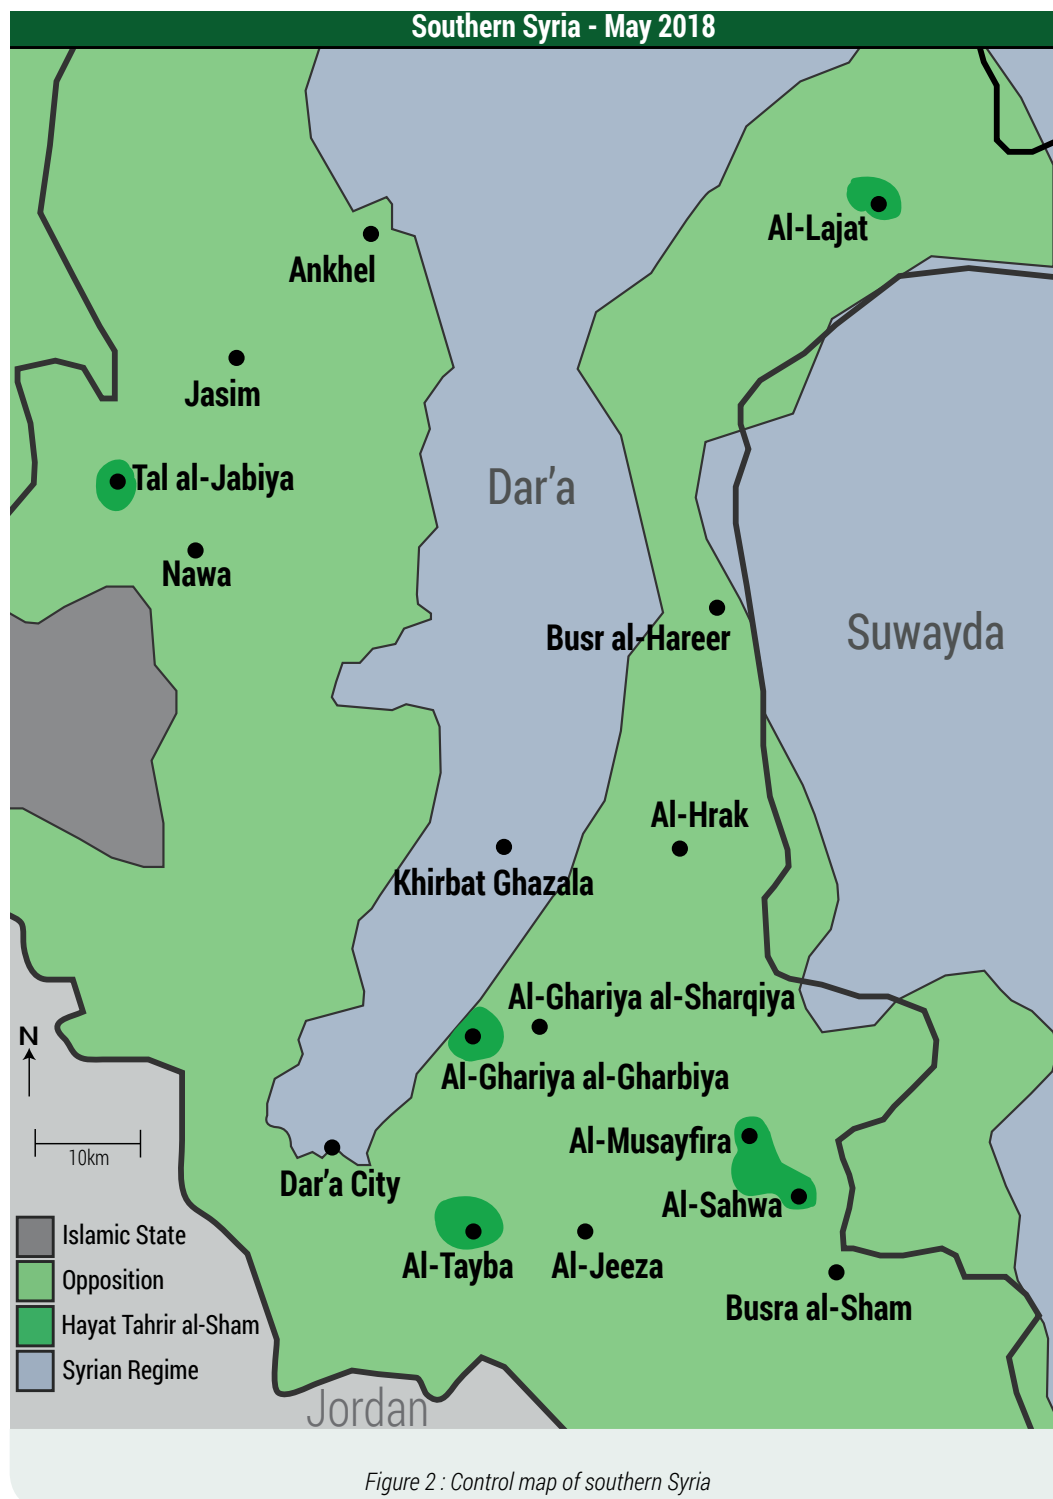 Southern Syria - May 2018
Al-Lajat
Ankhel
Jasim
Tal al-Jabiya
Dar’a
Nawa
Suwayda
Busr al-Hareer
Al-Hrak
Khirbat Ghazala
Al-Ghariya al-Sharqiya
N
Al-Ghariya al-Gharbiya
Al-Musayfira
10km
Dar’a City
Al-Sahwa
Islamic State
Al-Tayba
Al-Jeeza
Opposition
Busra al-Sham
Hayat Tahrir al-Sham
Syrian Regime
Jordan
Figure 2 : Control map of southern Syria